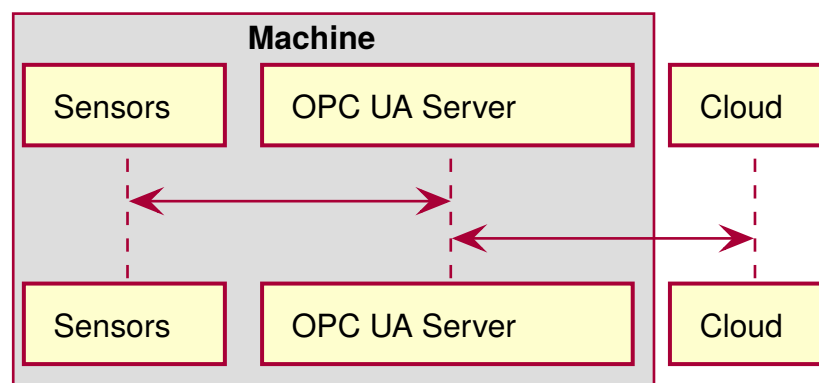 Machine
Sensors
OPC UA Server
Cloud
Sensors
OPC UA Server
Cloud